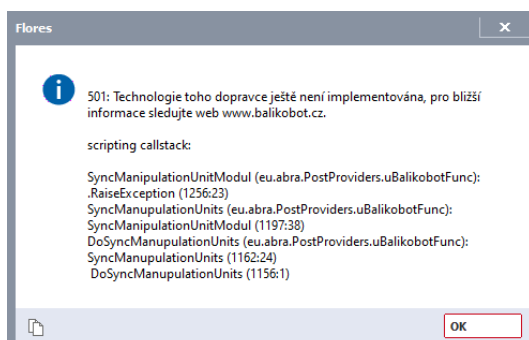 Flores
501: Technologie toho dopravce ještě není implementována, pro bližší
informace sledujte web www.balikobot.cz.
scripting callstack:
SyncManipulationUnitModul (eu.abra.PostProviders.uBalikobotFunc):
.RaiseException (1256:23)
SyncManupulationUnits (eu.abra.PostProviders.uBalikobotFunc):
SyncManipulationUnitModul (1197:38)
DoSyncManupulationUnits (eu.abra.PostProviders.uBalikobotFunc):
SyncManupulationUnits (1162:24)
DoSyncManupulationUnits (1156:1)
OK